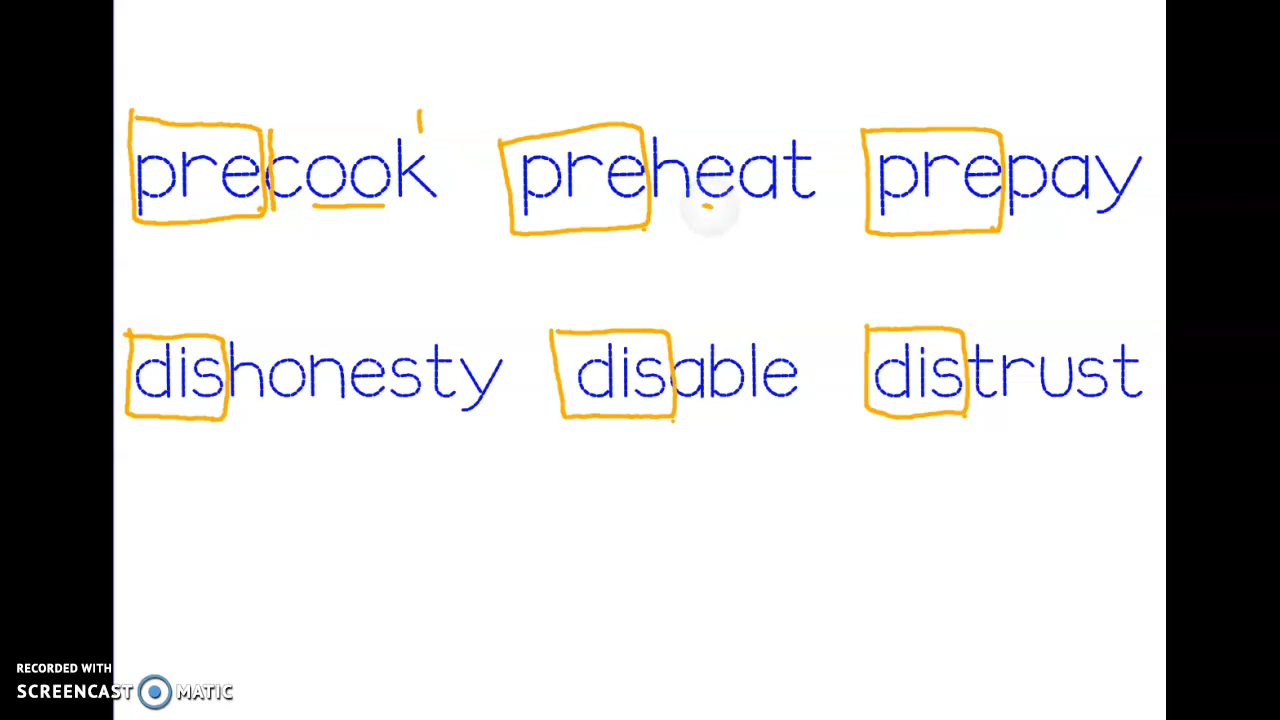 precook preheat prepay
dishonesty disable distrust
RECORDED WITH
SCREENCAST MATIC